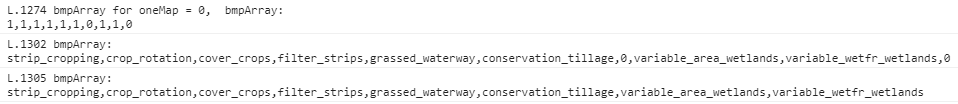 L.1274 bmpArray for oneMap = 0,  bmpArray:
1,1,1,1,1,1,0,1,1,0
L.1302 bmpArray:
strip_cropping,crop_rotation,cover_crops,filter_strips,grassed_waterway,conservation_tillage,0,variable_area_wetlands,variable_wetfr_wetlands,0
L.1305 bmpArray:
strip_cropping,crop_rotation,cover_crops,filter_strips,grassed_waterway,conservation_tillage,variable_area_wetlands,variable_wetfr_wetlands